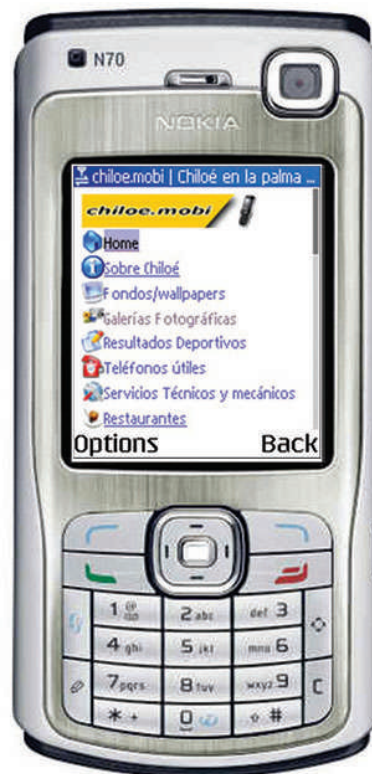 N70
NOKIA
chiloe.mobi | Chiloé en la palma ...
chiloe.mobi
Home
Sobre Chiloé
Fondos/wallpapers
Galerías Fotográficas
Resultados Deportivos
Teléfonos útiles
Servicios Técnicos y mecánicos
Restaurantes
Options Back
1 2 abc def 3
4 ghi 5 jkl mno 6
7 pqrs 8 tuv wxyz 9 C
* + 0 #